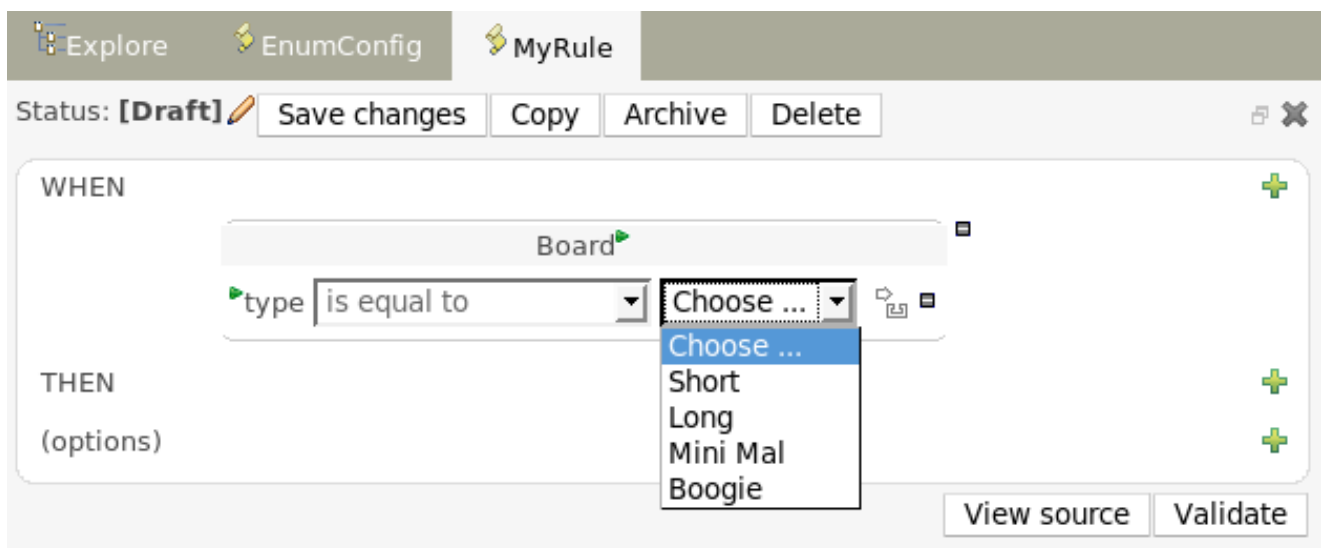 Explore EnumConfig MyRule
Status: [Draft] Save changes Copy Archive Delete
WHEN
Board
type is equal to Choose ...
Choose ...
Short
THEN
Long
Mini Mal
(options)
Boogie
View source Validate